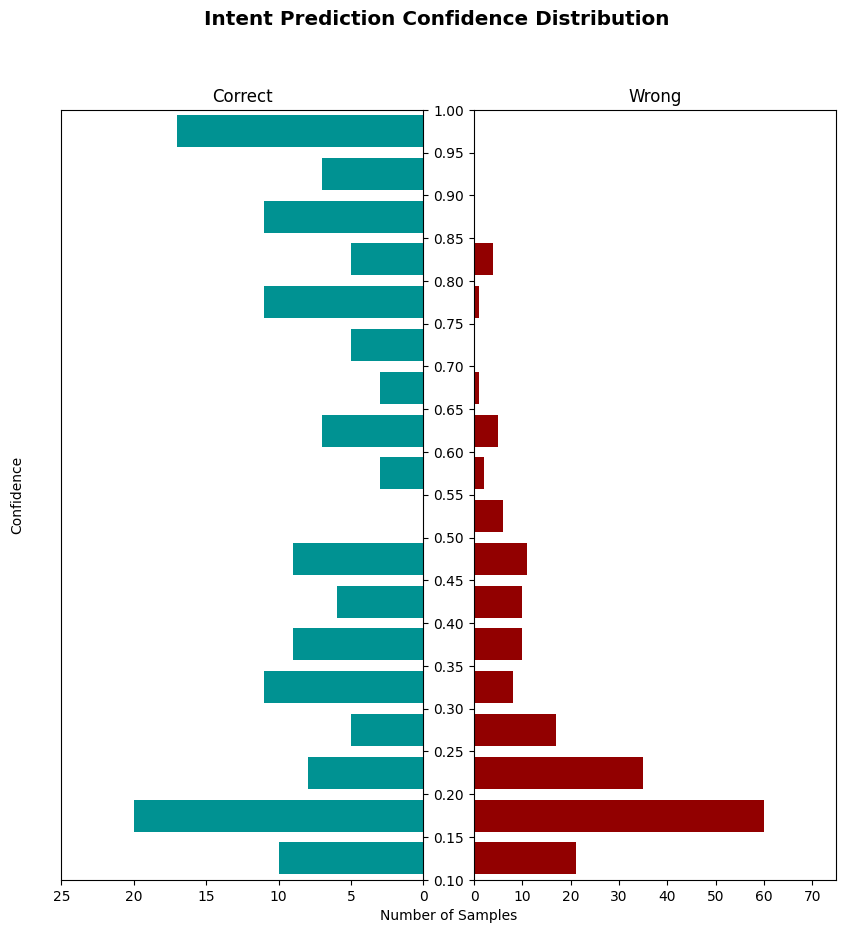 Intent Prediction Confidence Distribution
Correct
Wrong
1.00
0.95
0.90
0.85
0.80
0.75
0.70
0.65
0.60
0.55
0.50
0.45
0.40
0.35
0.30
0.25
0.20
0.15
0.10
Confidence
25 20 15 10 5 0
0 10 20 30 40 50 60 70
Number of Samples